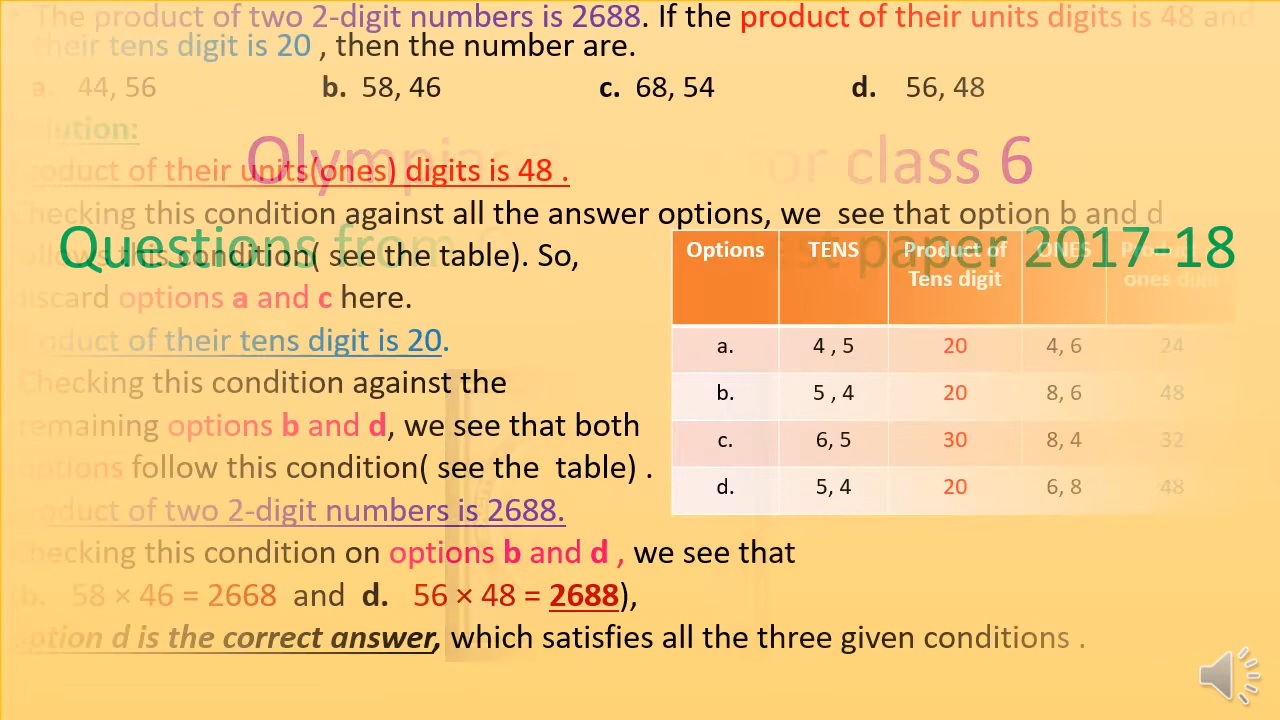 The product of two 2-digit numbers is 2688. If the product of their units digits is 48 and
their tens digit is 20 , then the number are.
a. 44, 56 b. 58, 46 c. 68, 54 d. 56, 48
Solution:
Olympiad for class 6
Product of their units(ones) digits is 48 .
Checking this condition against all the answer options, we see that option b and d
Questions from paper 2017-18
follows this condition( see the table). So,
discard options a and c here.
Product of their tens digit is 20.
Checking this condition against the
remaining options b and d, we see that both
options follow this condition( see the table) .
Product of two 2-digit numbers is 2688.
Checking this condition on options b and d , we see that
(b. 58 × 46 = 2668 and d. 56 × 48 = 2688),
option d is the correct answer, which satisfies all the three given conditions .
Options TENS Product of Tens digit ONES Product ones digit
a. 4 , 5 20 4, 6 24
b. 5 , 4 20 8, 6 48
c. 6, 5 30 8, 4 32
d. 5, 4 20 6, 8 48